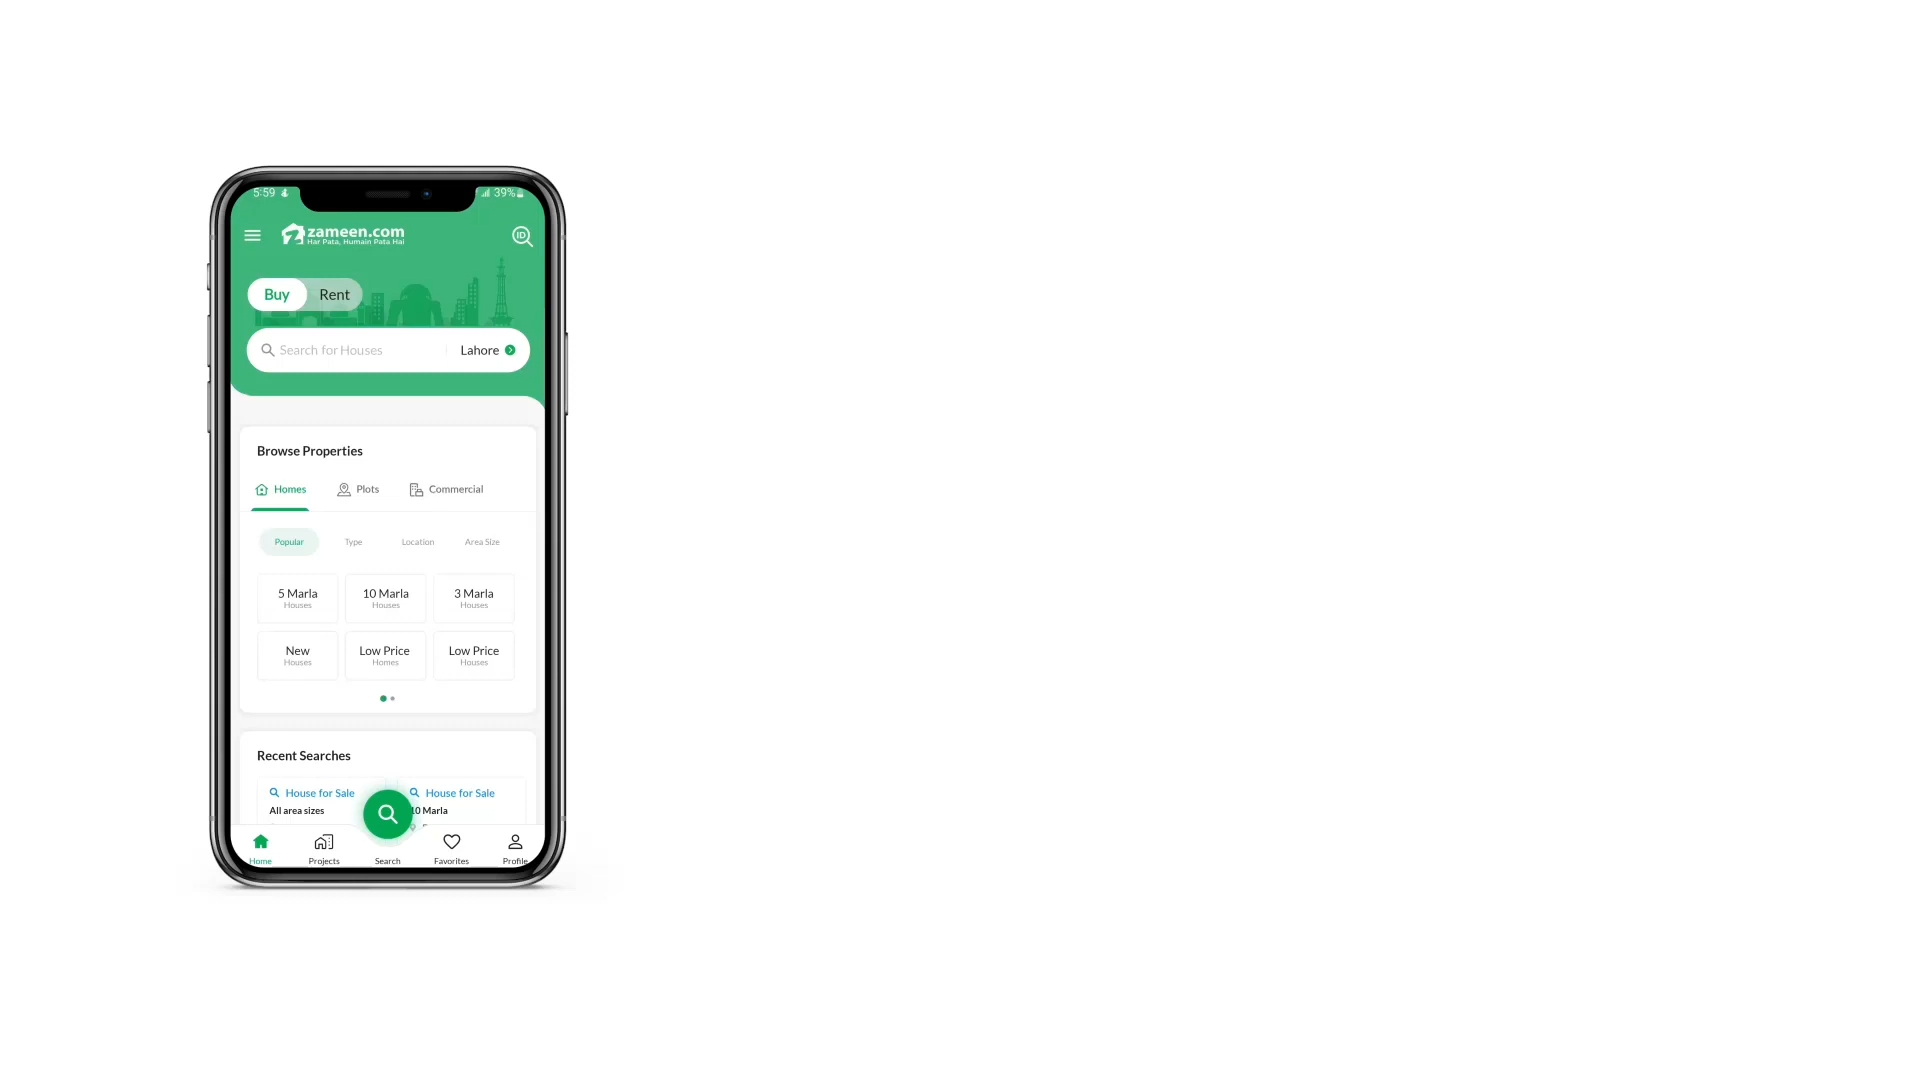 5:59
39%
zameen.com
Har Pata, Humain Pata Hai
ID
Buy Rent
Search for Houses Lahore
Browse Properties
Homes Plots Commercial
Popular Type Location Area Size
5 Marla 10 Marla 3 Marla
Houses Houses Houses
New Low Price Low Price
Houses Homes Houses
Recent Searches
House for Sale House for Sale
All area sizes 10 Marla
Home Projects Search Favorites Profile